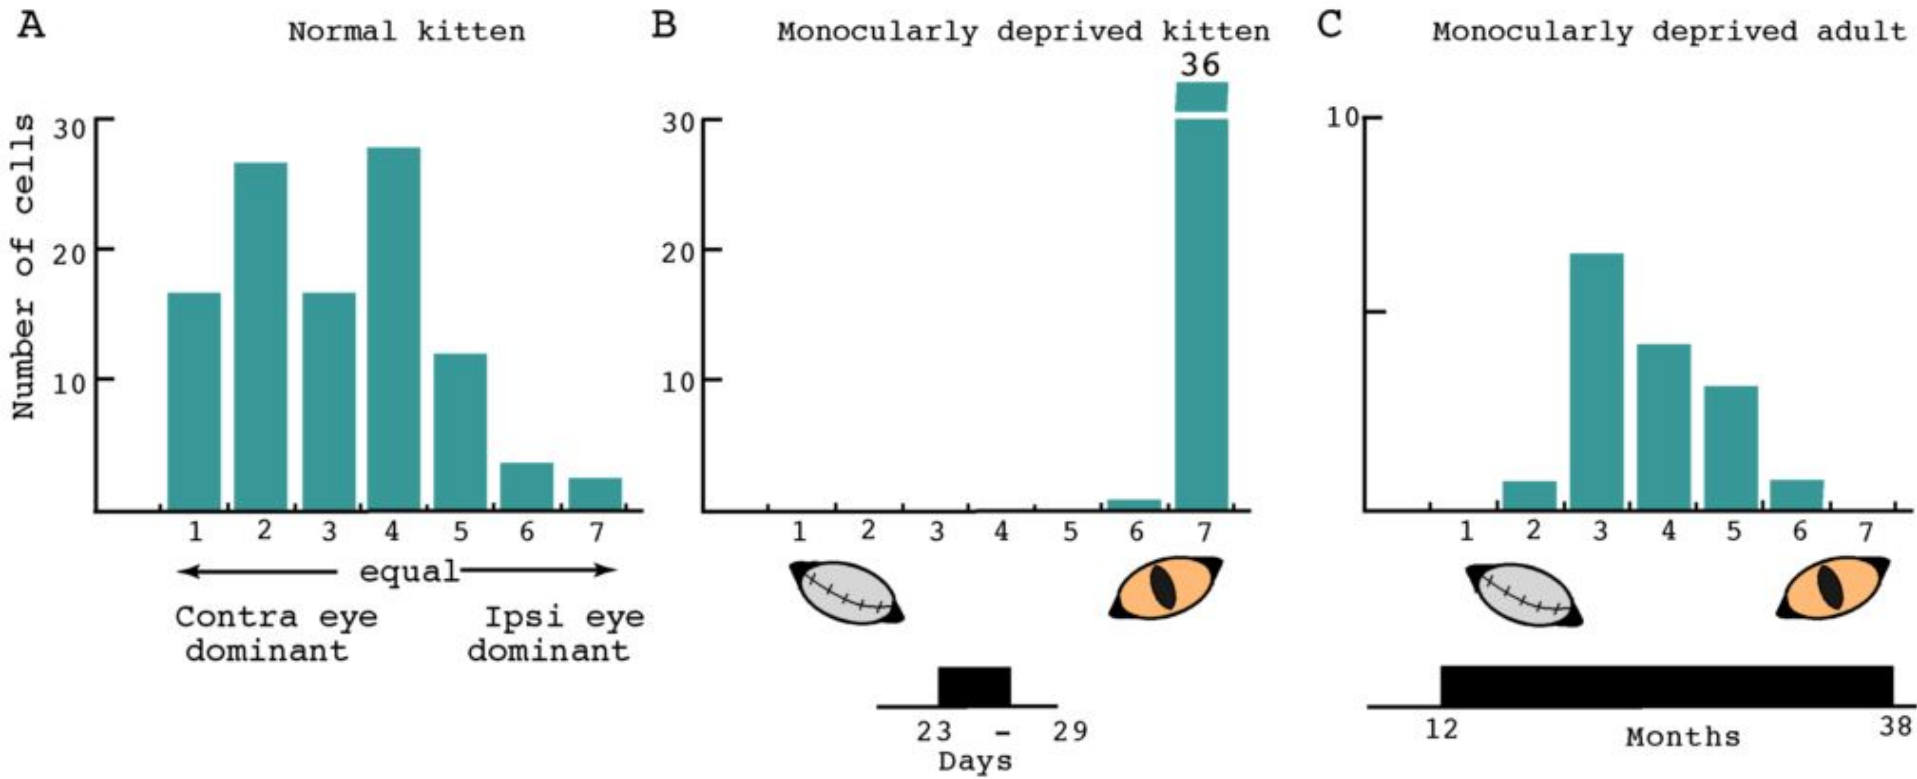 A
Normal kitten
Number of cells
30
20
10
1 2 3 4 5 6 7
equal
Contra eye dominant
Ipsi eye dominant
B
Monocularly deprived kitten
36
30
20
10
1 2 3 4 5 6 7
23 - 29
Days
C
Monocularly deprived adult
10
1 2 3 4 5 6 7
12 38
Months